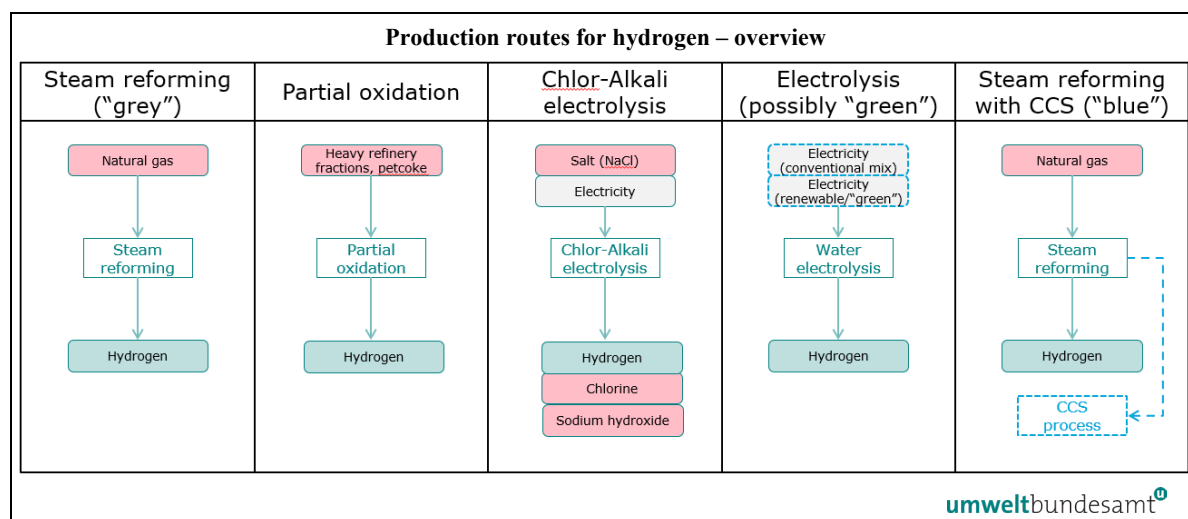 Production routes for hydrogen – overview
Steam reforming
(“grey”)
Partial oxidation
Chlor-Alkali
electrolysis
Electrolysis
(possibly “green”)
Steam reforming
with CCS (“blue”)
Natural gas
Steam
reforming
Hydrogen
Heavy refinery
fractions, petcoke
Partial
oxidation
Hydrogen
Salt (NaCl)
Electricity
Chlor-Alkali
electrolysis
Hydrogen
Chlorine
Sodium hydroxide
Electricity
(conventional mix)
Electricity
(renewable/“green”)
Water
electrolysis
Hydrogen
Natural gas
Steam
reforming
Hydrogen
CCS
process
umweltbundesamt u